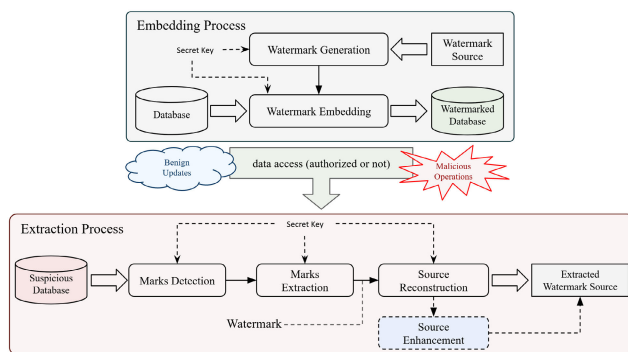 Embedding Process
Secret Key
Watermark Generation
Watermark
Source
Database
Watermark Embedding
Watermarked
Database
Benign
Updates
data access (authorized or not)
Malicious
Operations
Extraction Process
Secret Key
Suspicious
Database
Marks Detection
Marks
Extraction
Source
Reconstruction
Extracted
Watermark Source
Watermark
Source
Enhancement